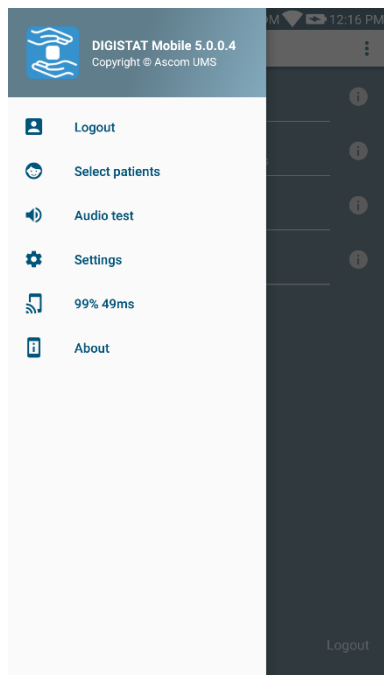 DM 12:16 PM
DIGISTAT Mobile 5.0.0.4
Copyright © Ascom UMS
Logout
Select patients
Audio test
Settings
99% 49ms
About
Logout